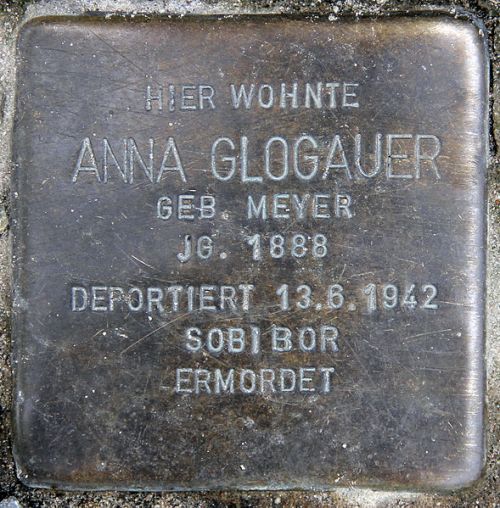 HIER WOHNTE
ANNA GLOGAUER
GEB. MEYER
JG. 1888
DEPORTIERT 13.6.1942
SOBIBOR
ERMORDET